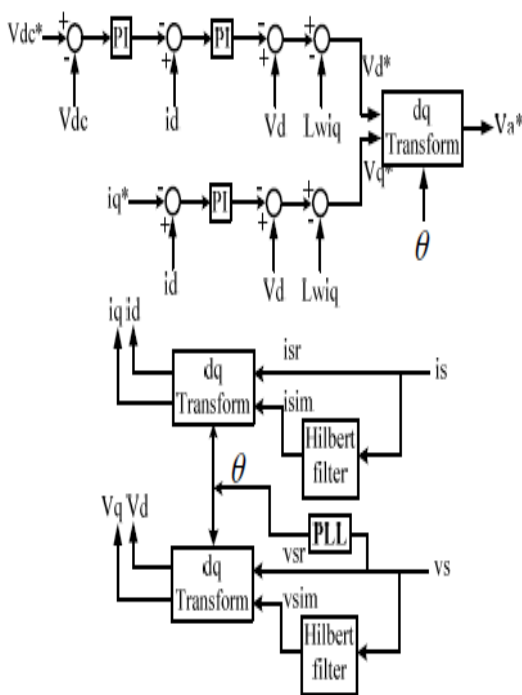 Vdc*
+
-
PI
-
+
PI
-
+
+
-
Vd*
Vdc
id
Vd
Lwiq
dq
Transform
Va*
iq*
-
+
PI
-
+
+
-
Vq*
id
Vd
Lwiq
θ
iq id
isr
is
dq
Transform
isim
Hilbert
filter
θ
Vq Vd
PLL
vsr
vs
dq
Transform
vsim
Hilbert
filter